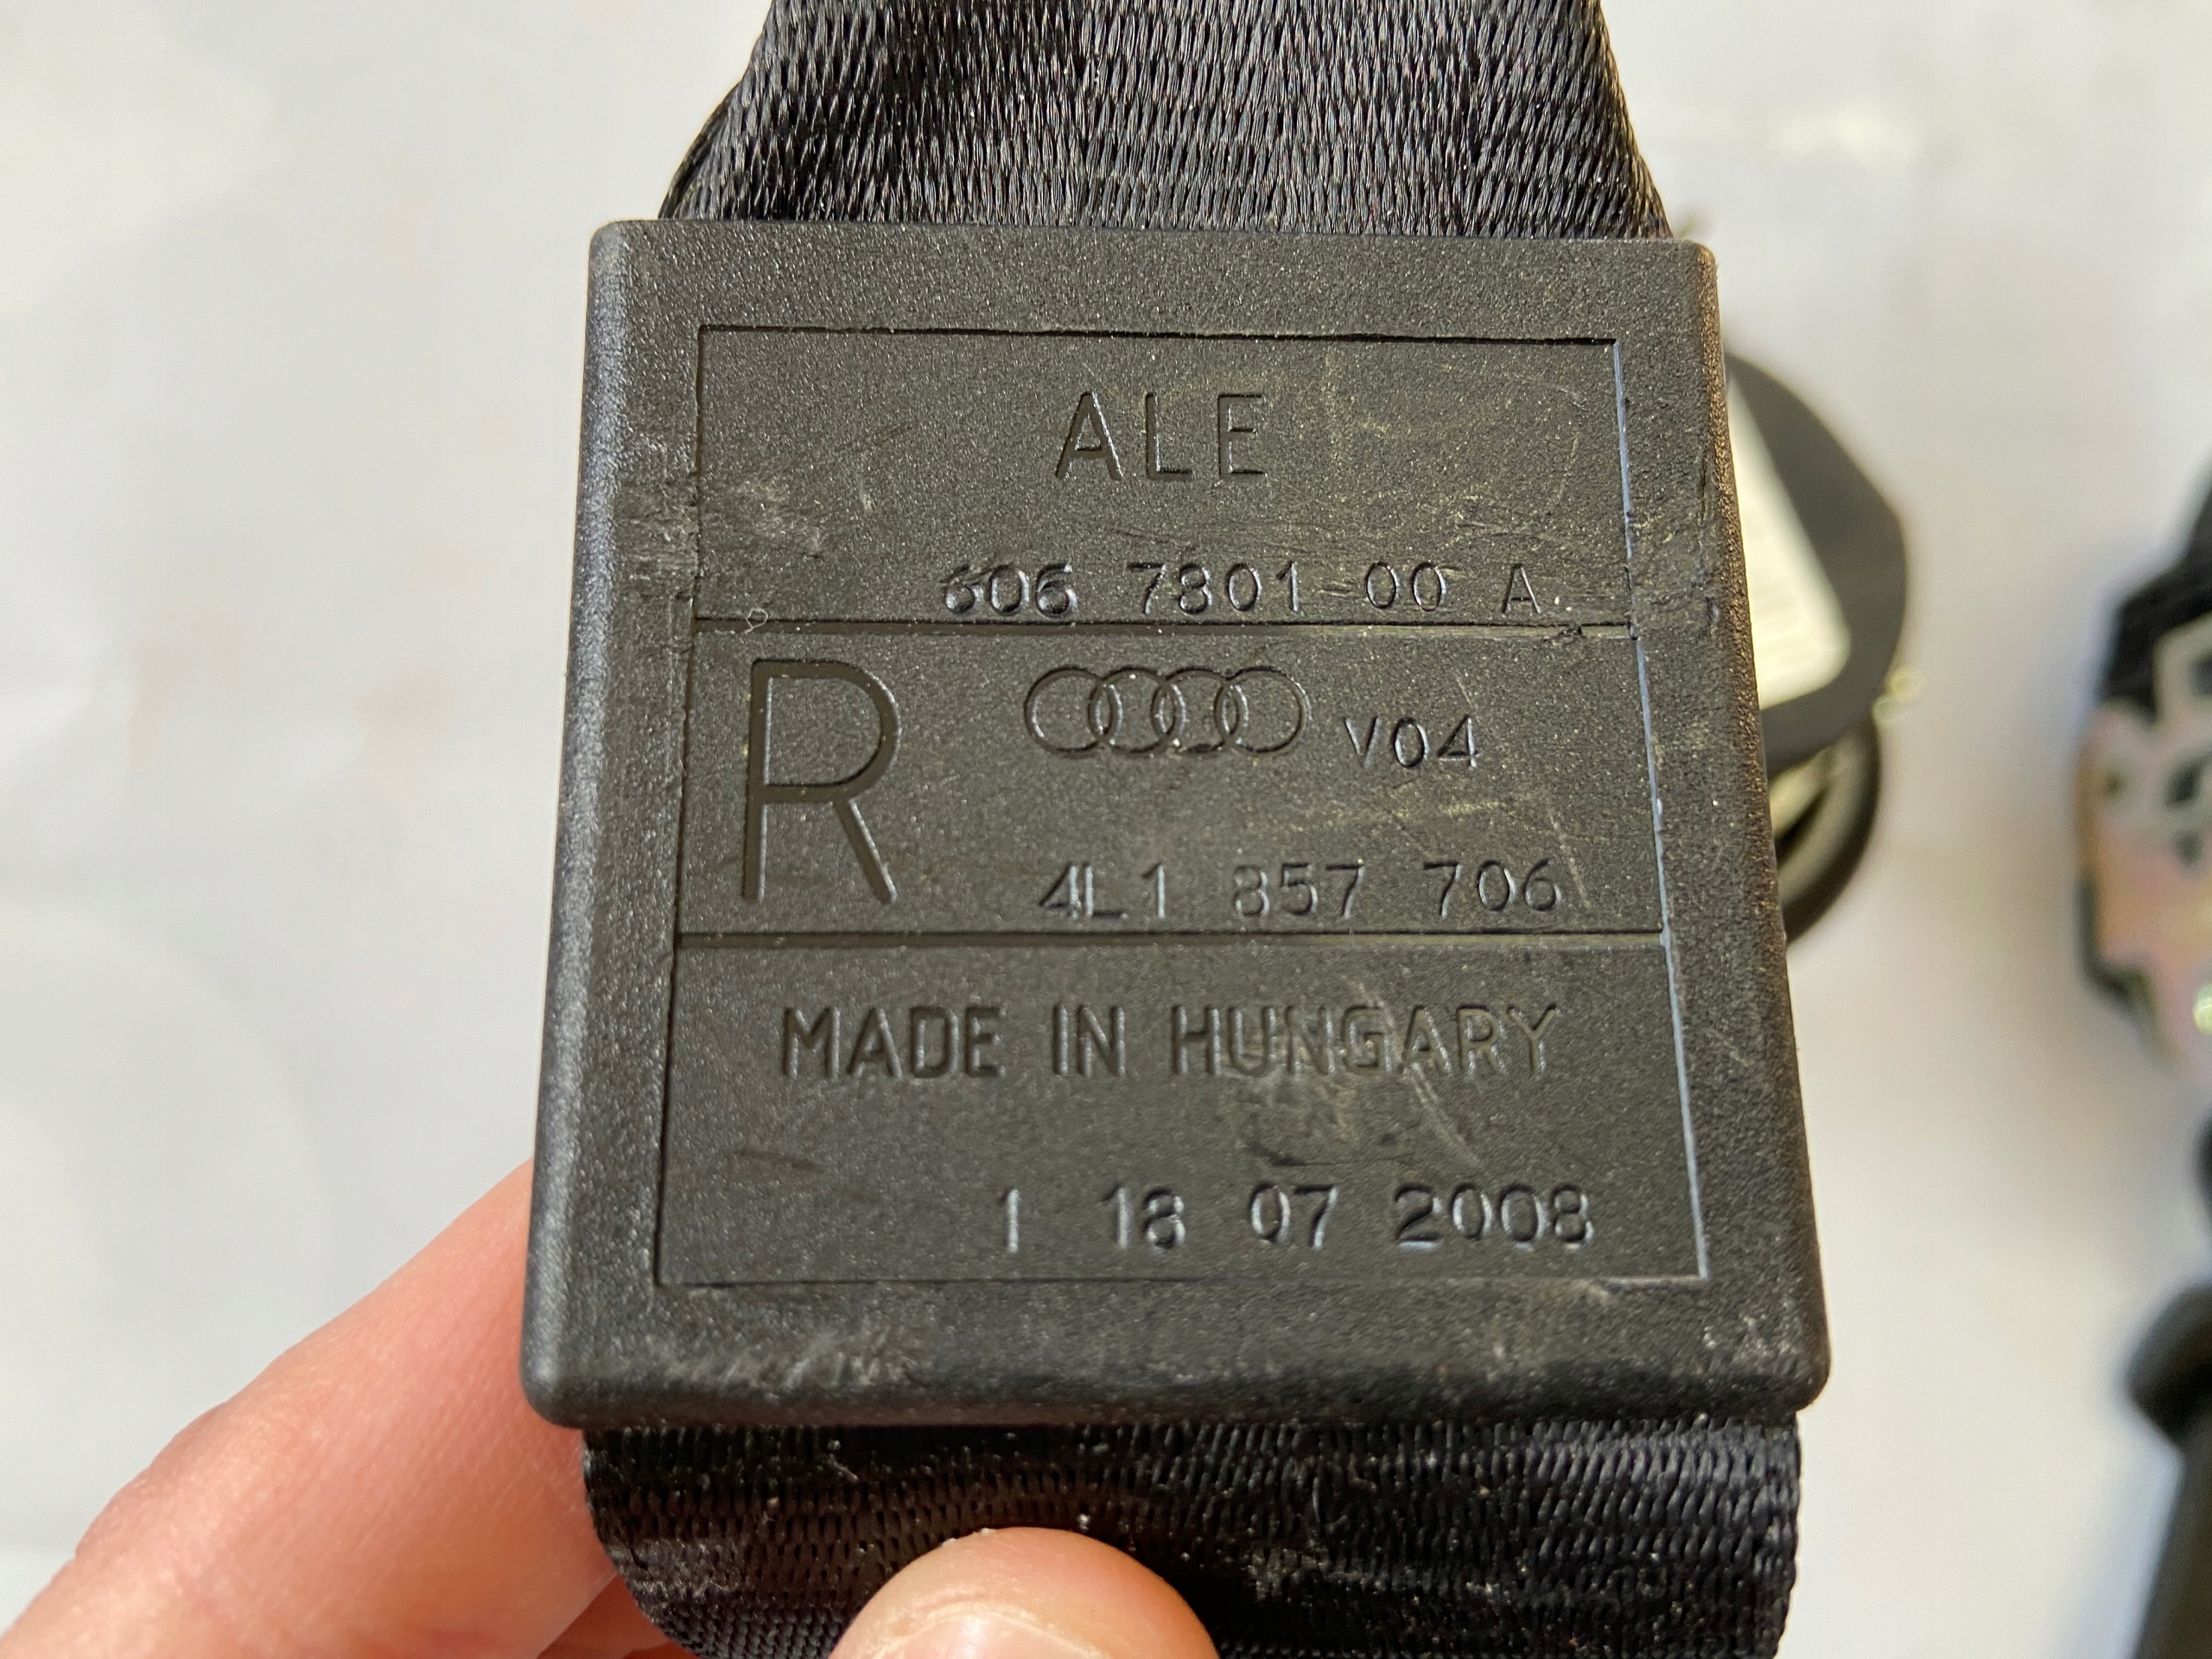 ALE
606 7801-00 A
R
V04
4L1 857 706
MADE IN HUNGARY
1 18 07 2008